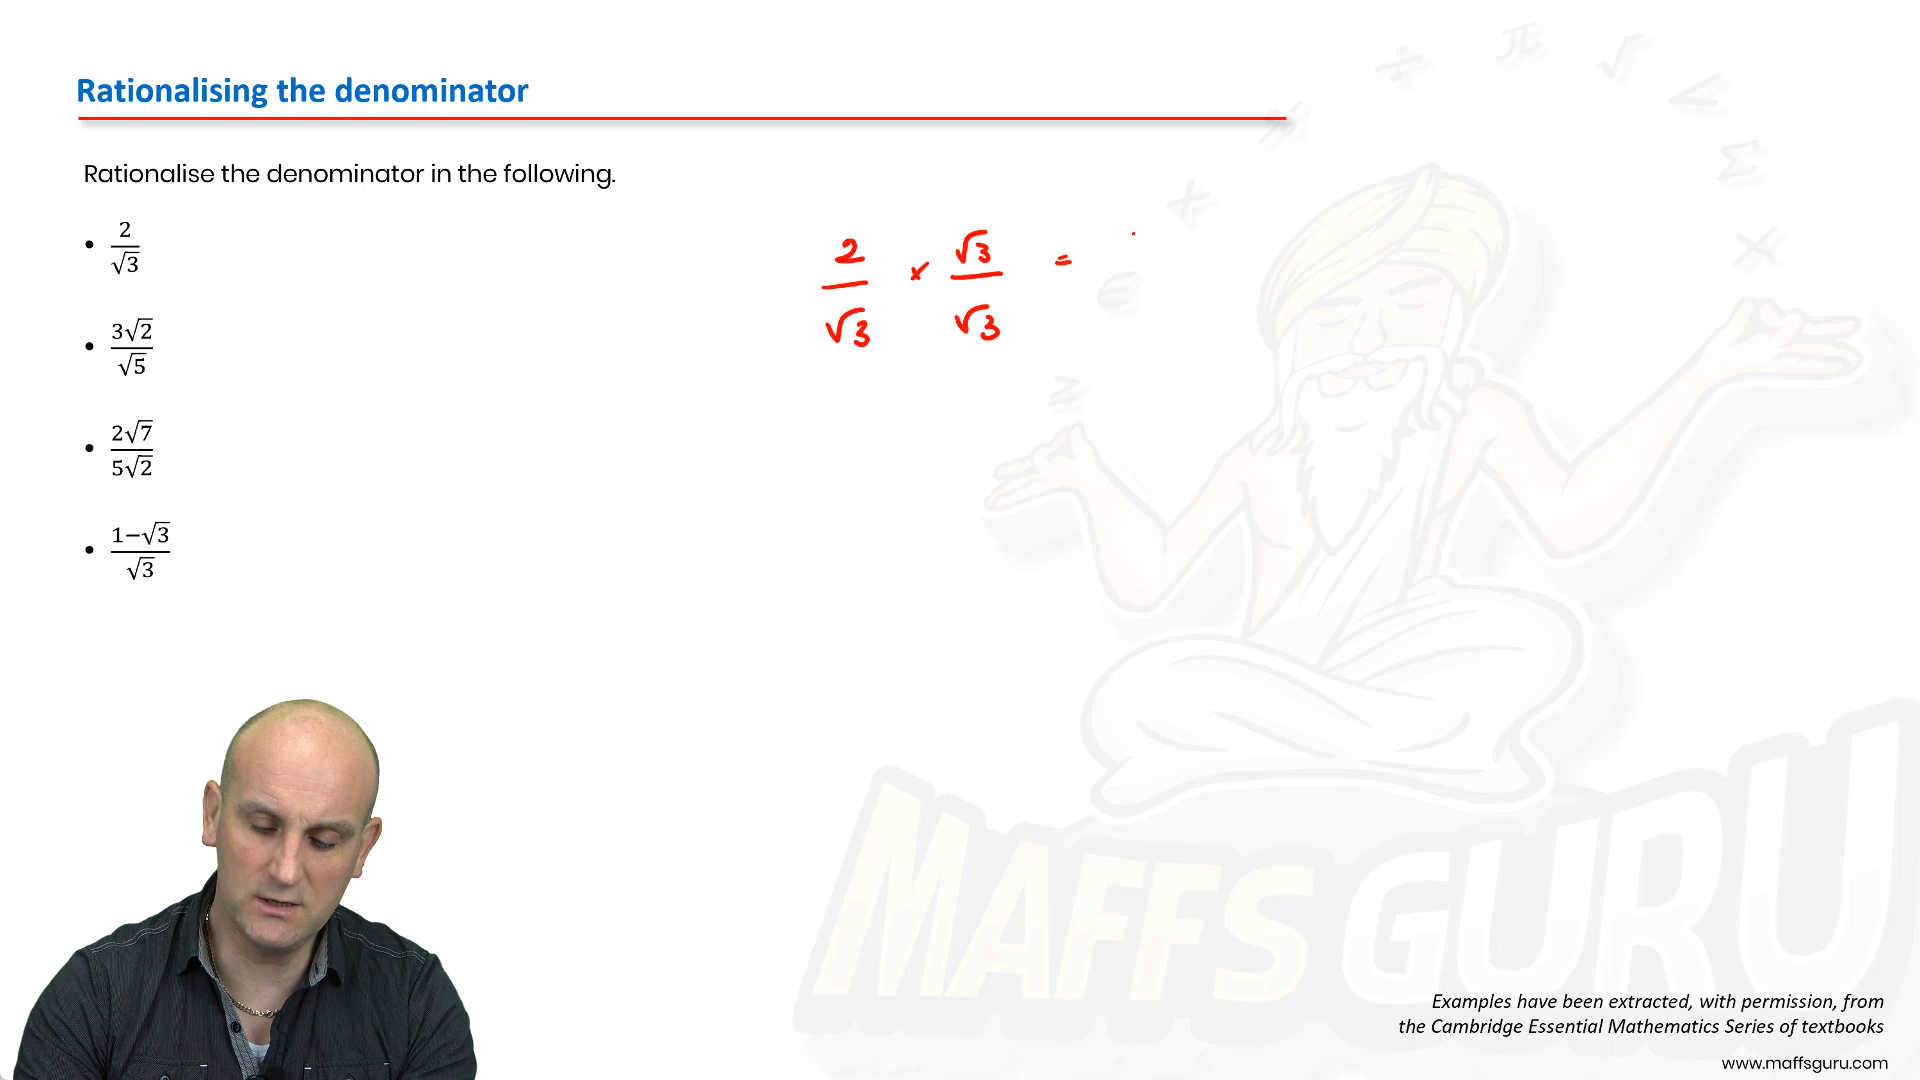 Rationalising the denominator
Rationalise the denominator in the following.
• 2/√3
• 3√2/√5
• 2√7/5√2
• 1−√3/√3
2/√3 × √3/√3 =
MAFFS GURU
Examples have been extracted, with permission, from
the Cambridge Essential Mathematics Series of textbooks
www.maffsguru.com